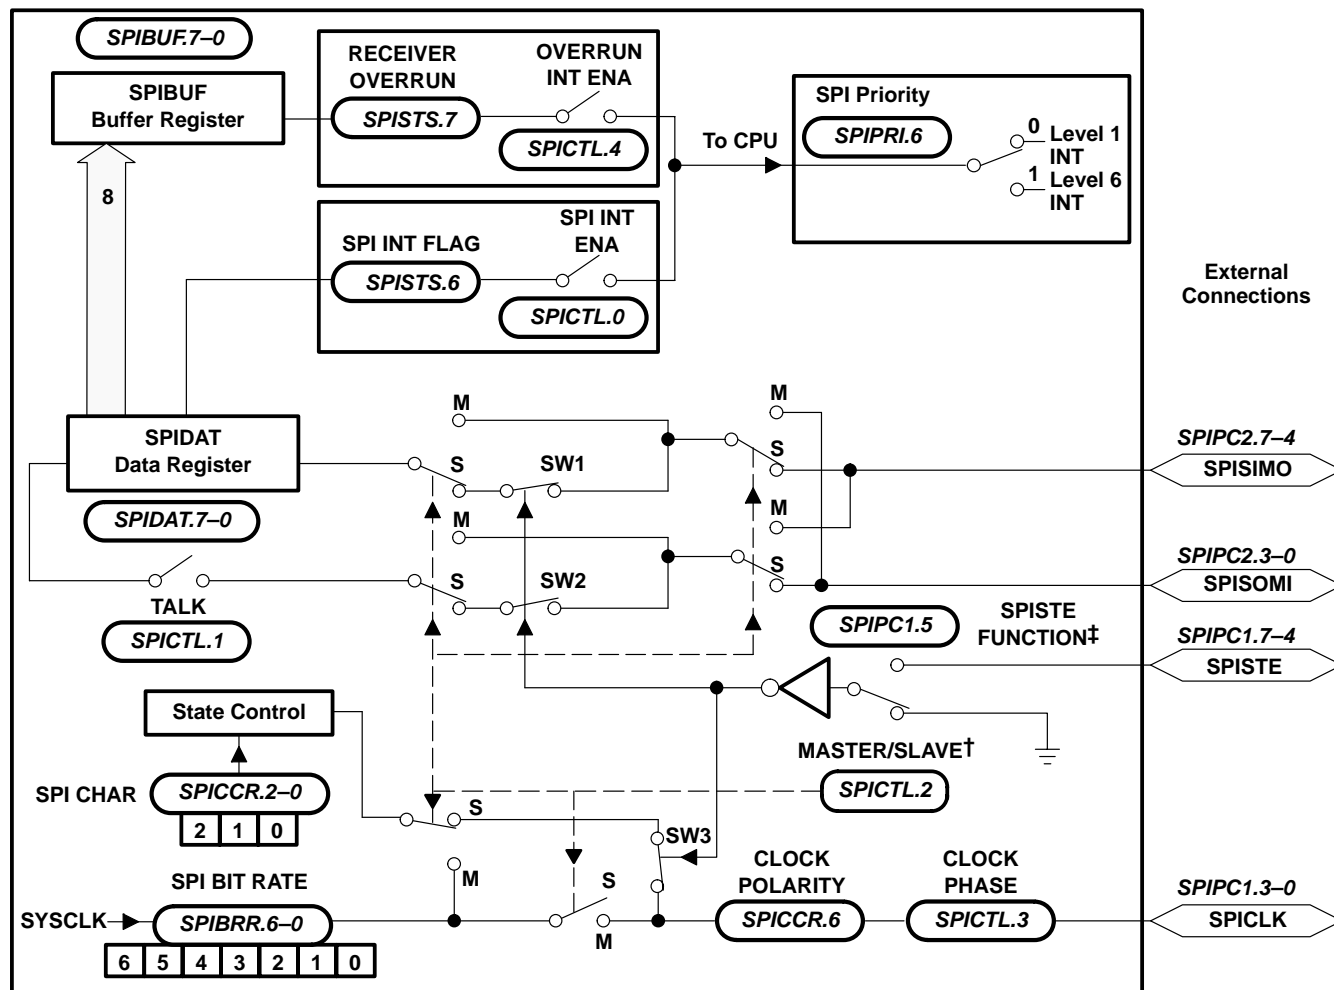 SPIBUF.7–0
SPIBUF
Buffer Register
8
RECEIVER
OVERRUN
SPISTS.7
OVERRUN
INT ENA
SPICTL.4
To CPU
SPI Priority
SPIPRI.6
0
Level 1
INT
1
Level 6
INT
SPI INT FLAG
SPISTS.6
SPI INT
ENA
SPICTL.0
External
Connections
SPIDAT
Data Register
SPIDAT.7–0
M
S
SW1
M
S
SPIPC2.7–4
SPISIMO
M
S
SW2
M
S
SPIPC2.3–0
SPISOMI
TALK
SPICTL.1
SPIPC1.5
SPISTE
FUNCTION‡
SPIPC1.7–4
SPISTE
State Control
MASTER/SLAVE†
SPICTL.2
SPI CHAR
SPICCR.2–0
2 1 0
S
M
SW3
SPI BIT RATE
SYSCLK
SPIBRR.6–0
6 5 4 3 2 1 0
S
M
CLOCK
POLARITY
SPICCR.6
CLOCK
PHASE
SPICTL.3
SPIPC1.3–0
SPICLK